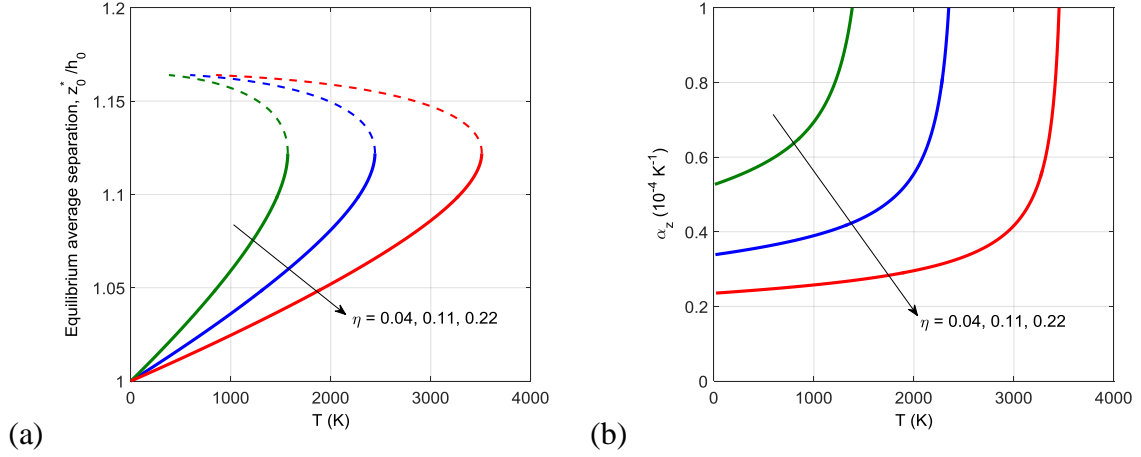 1.2
1.15
1.1
1.05
1
0
1000
2000
3000
4000
Equilibrium average separation, z*0 /h0
T (K)
η = 0.04, 0.11, 0.22
(a)
1
0.8
0.6
0.4
0.2
0
0
1000
2000
3000
4000
αz (10-4 K-1)
T (K)
η = 0.04, 0.11, 0.22
(b)